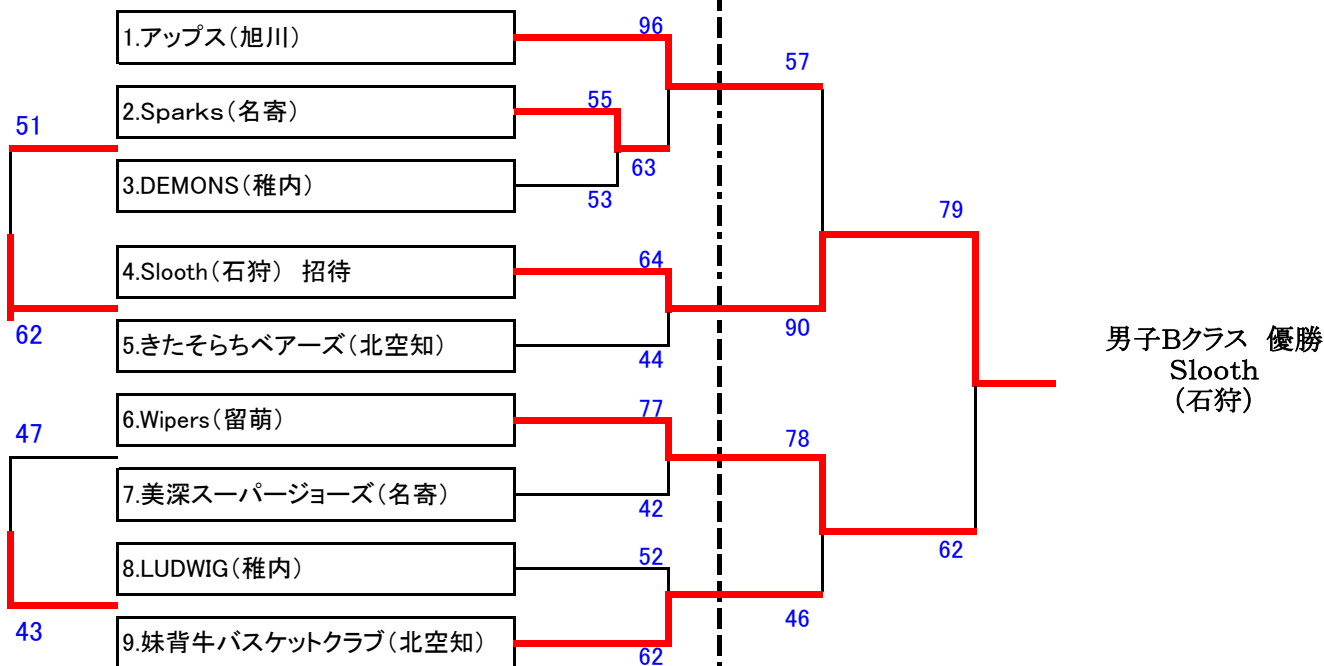 96
1.アップス(旭川)
57
55
2.Sparks(名寄)
51
63
3.DEMONS(稚内)
53
79
64
4.Slooth(石狩) 招待
62
90
5.きたそらちベアーズ(北空知)
44
男子Bクラス 優勝
Slooth
(石狩)
77
6.Wipers(留萌)
47
78
7.美深スーパージョーズ(名寄)
42
52
62
8.LUDWIG(稚内)
46
43
9.妹背牛バスケットクラブ(北空知)
62